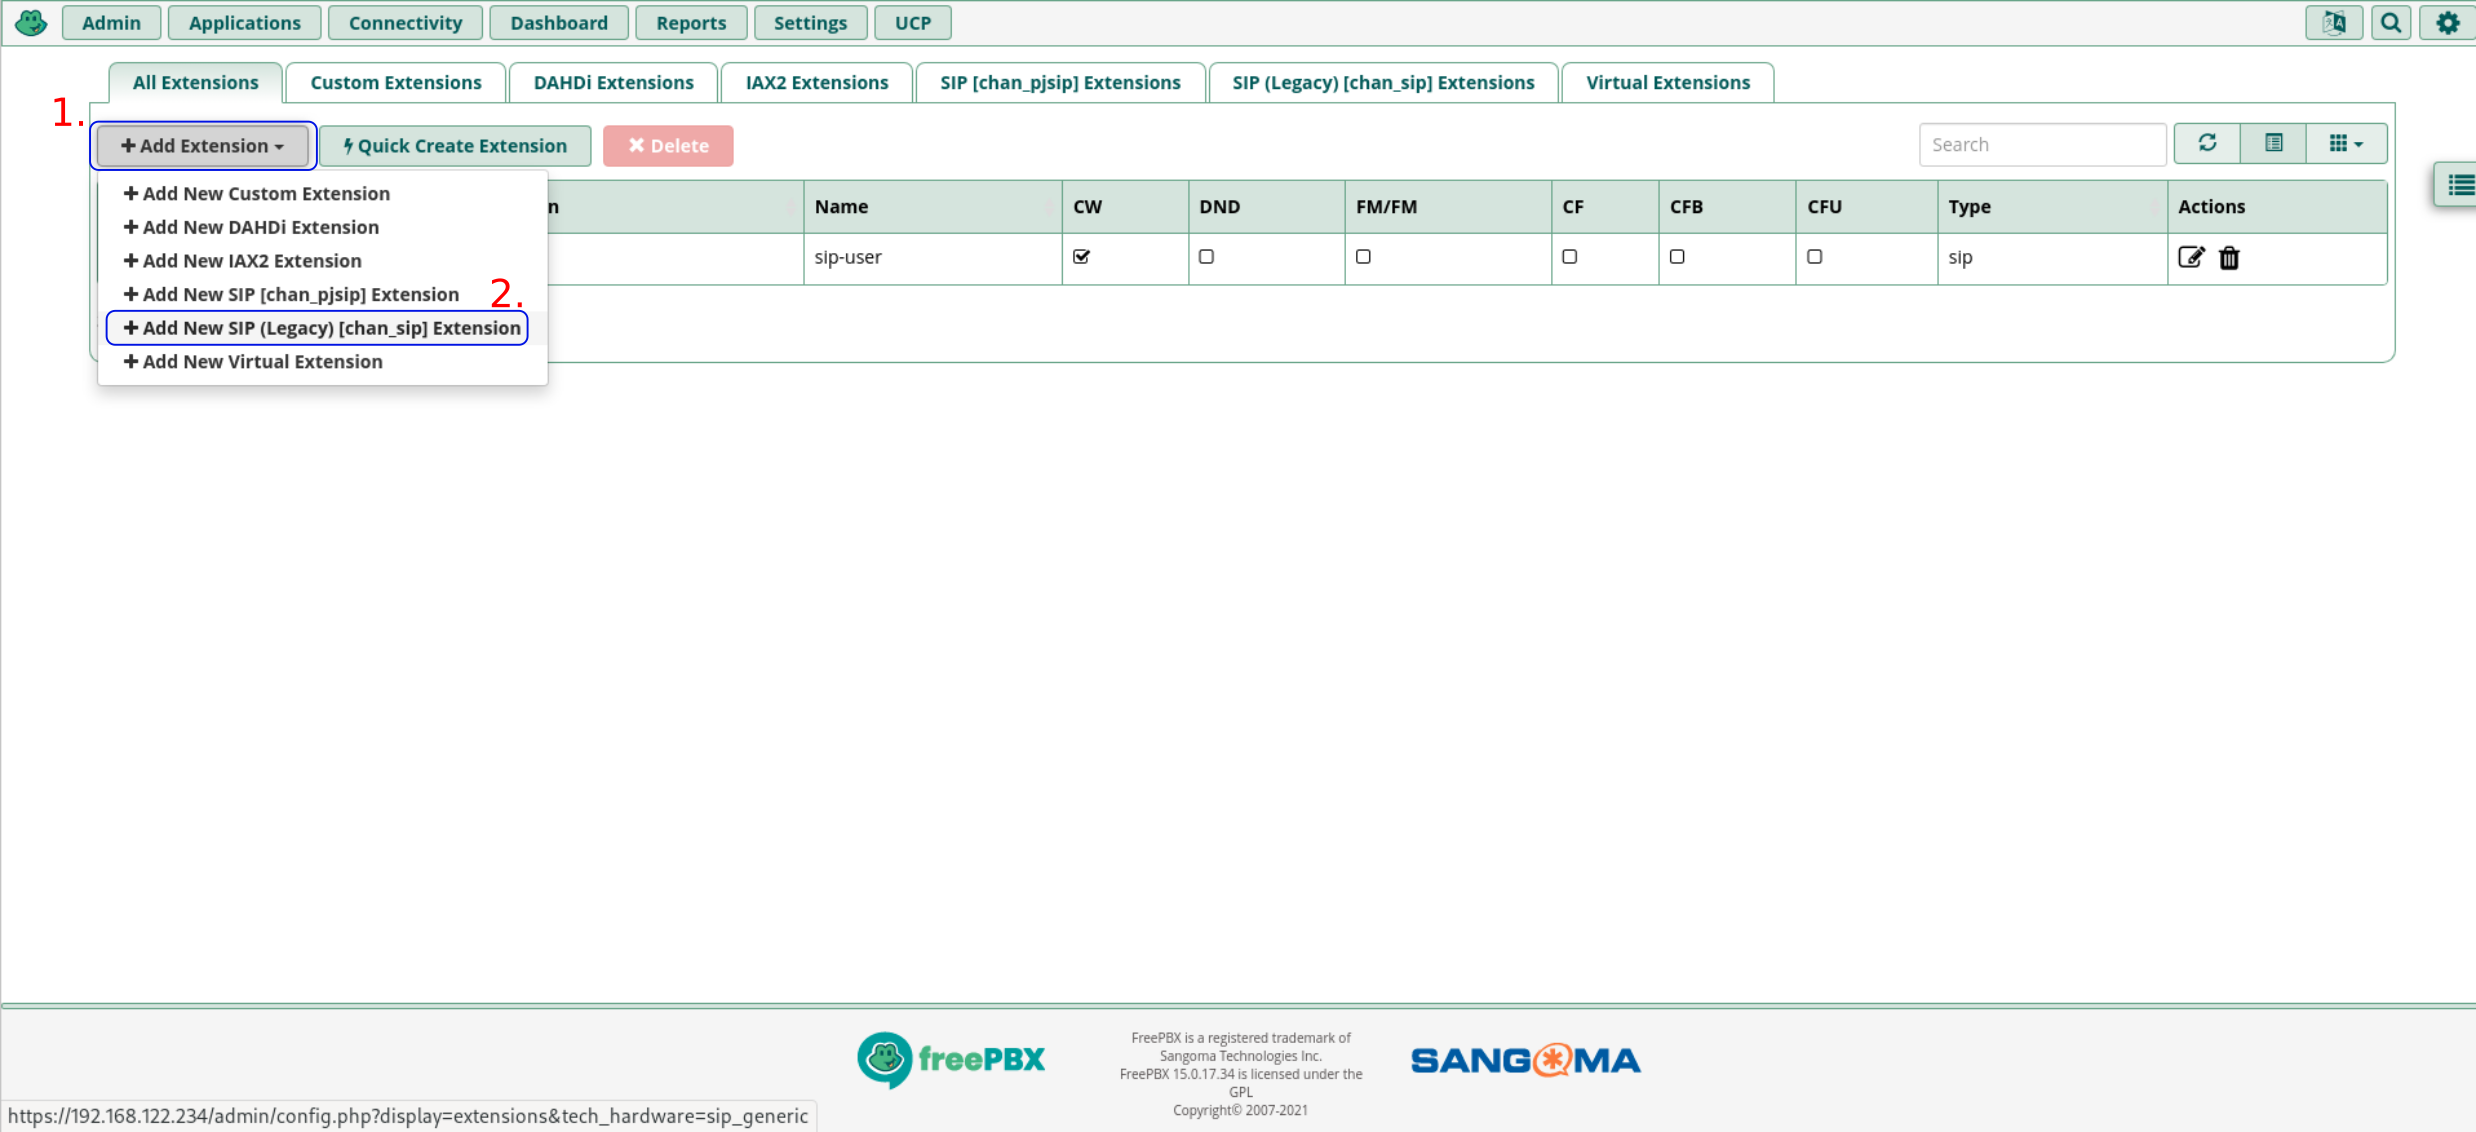 Admin Applications Connectivity Dashboard Reports Settings UCP
All Extensions Custom Extensions DAHDi Extensions IAX2 Extensions SIP [chan_pjsip] Extensions SIP (Legacy) [chan_sip] Extensions Virtual Extensions
1.
Add Extension Quick Create Extension Delete Search
Add New Custom Extension
n Name CW DND FM/FM CF CFB CFU Type Actions
Add New DAHDi Extension
Add New IAX2 Extension
sip-user sip
Add New SIP [chan_pjsip] Extension
2.
Add New SIP (Legacy) [chan_sip] Extension
Add New Virtual Extension
freePBX
FreePBX is a registered trademark of
Sangoma Technologies Inc.
FreePBX 15.0.17.34 is licensed under the
GPL
Copyright© 2007-2021
SANGOMA
https://192.168.122.234/admin/config.php?display=extensions&tech_hardware=sip_generic